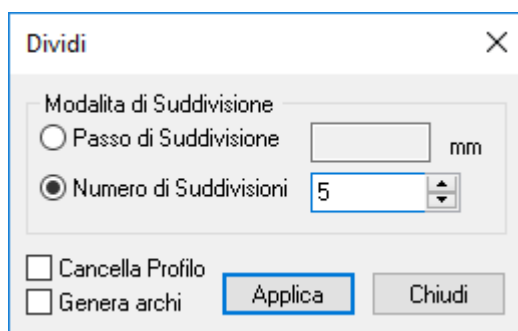 Dividi
Modalita di Suddivisione
Passo di Suddivisione mm
Numero di Suddivisioni 5
Cancella Profilo
Genera archi Applica Chiudi